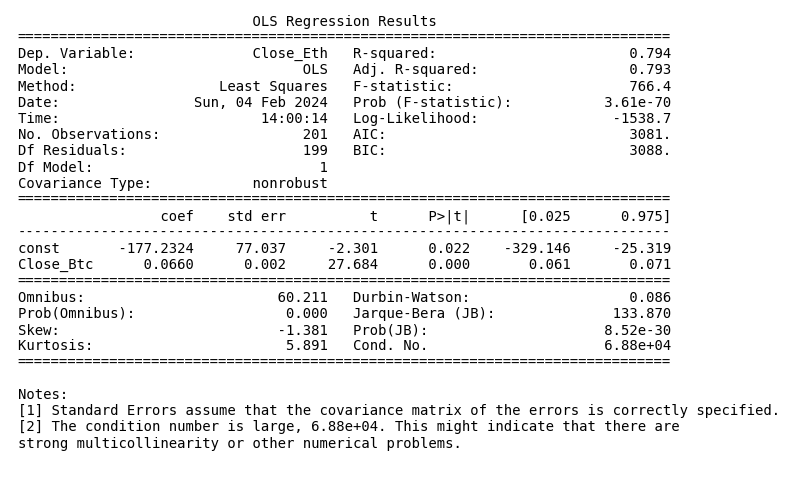 OLS Regression Results
==============================================================================
Dep. Variable:              Close_Eth   R-squared:                       0.794
Model:                            OLS   Adj. R-squared:                  0.793
Method:                 Least Squares   F-statistic:                     766.4
Date:                Sun, 04 Feb 2024   Prob (F-statistic):           3.61e-70
Time:                        14:00:14   Log-Likelihood:                -1538.7
No. Observations:                 201   AIC:                             3081.
Df Residuals:                     199   BIC:                             3088.
Df Model:                           1
Covariance Type:            nonrobust
==============================================================================
                 coef    std err          t      P>|t|      [0.025      0.975]
------------------------------------------------------------------------------
const       -177.2324     77.037     -2.301      0.022    -329.146     -25.319
Close_Btc      0.0660      0.002     27.684      0.000       0.061       0.071
==============================================================================
Omnibus:                       60.211   Durbin-Watson:                   0.086
Prob(Omnibus):                  0.000   Jarque-Bera (JB):              133.870
Skew:                          -1.381   Prob(JB):                     8.52e-30
Kurtosis:                       5.891   Cond. No.                     6.88e+04
==============================================================================
Notes:
[1] Standard Errors assume that the covariance matrix of the errors is correctly specified.
[2] The condition number is large, 6.88e+04. This might indicate that there are
strong multicollinearity or other numerical problems.